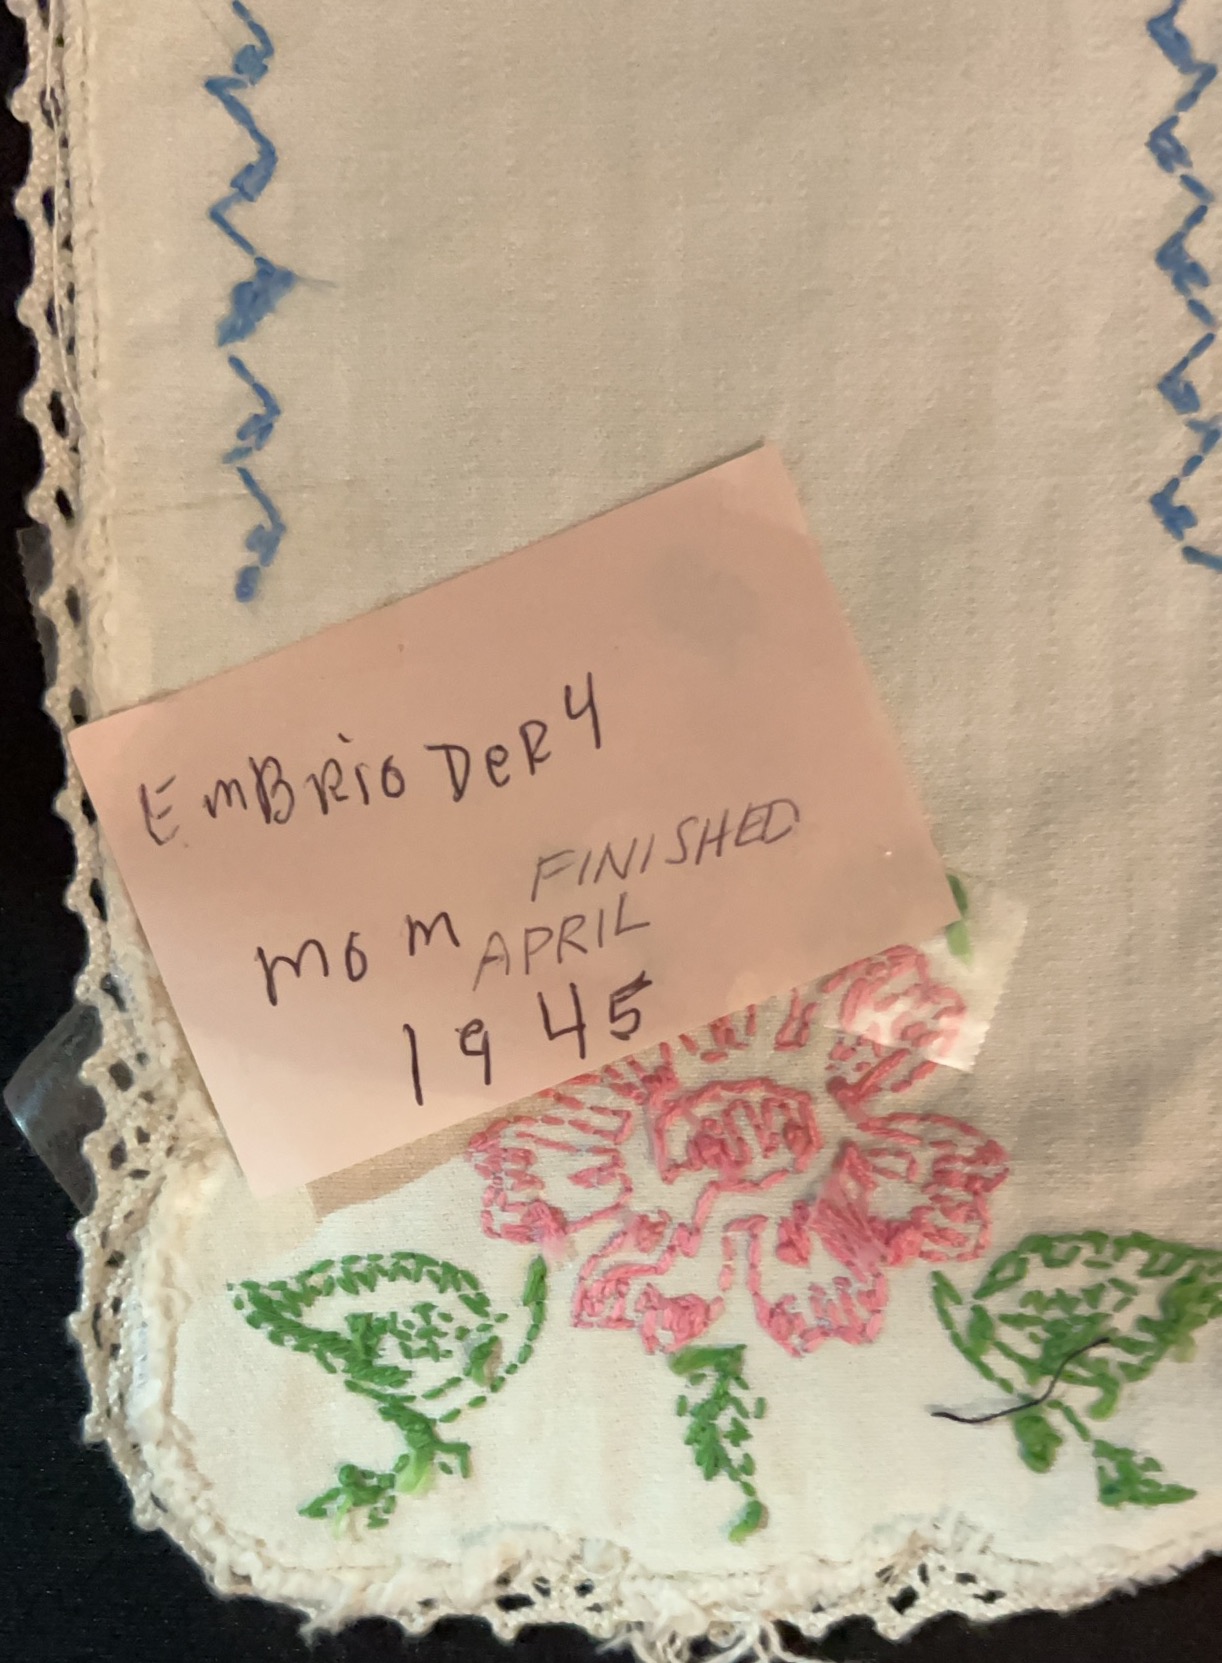 EmBRioDeRy
FINISHED
mom APRIL
1945